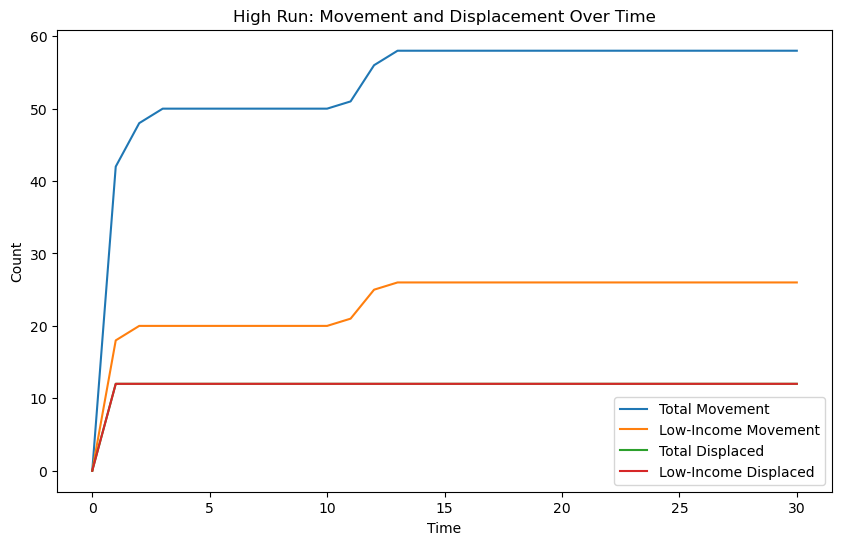 High Run: Movement and Displacement Over Time
60
50
40
30
20
10
0
Count
0 5 10 15 20 25 30
Time
Total Movement
Low-Income Movement
Total Displaced
Low-Income Displaced